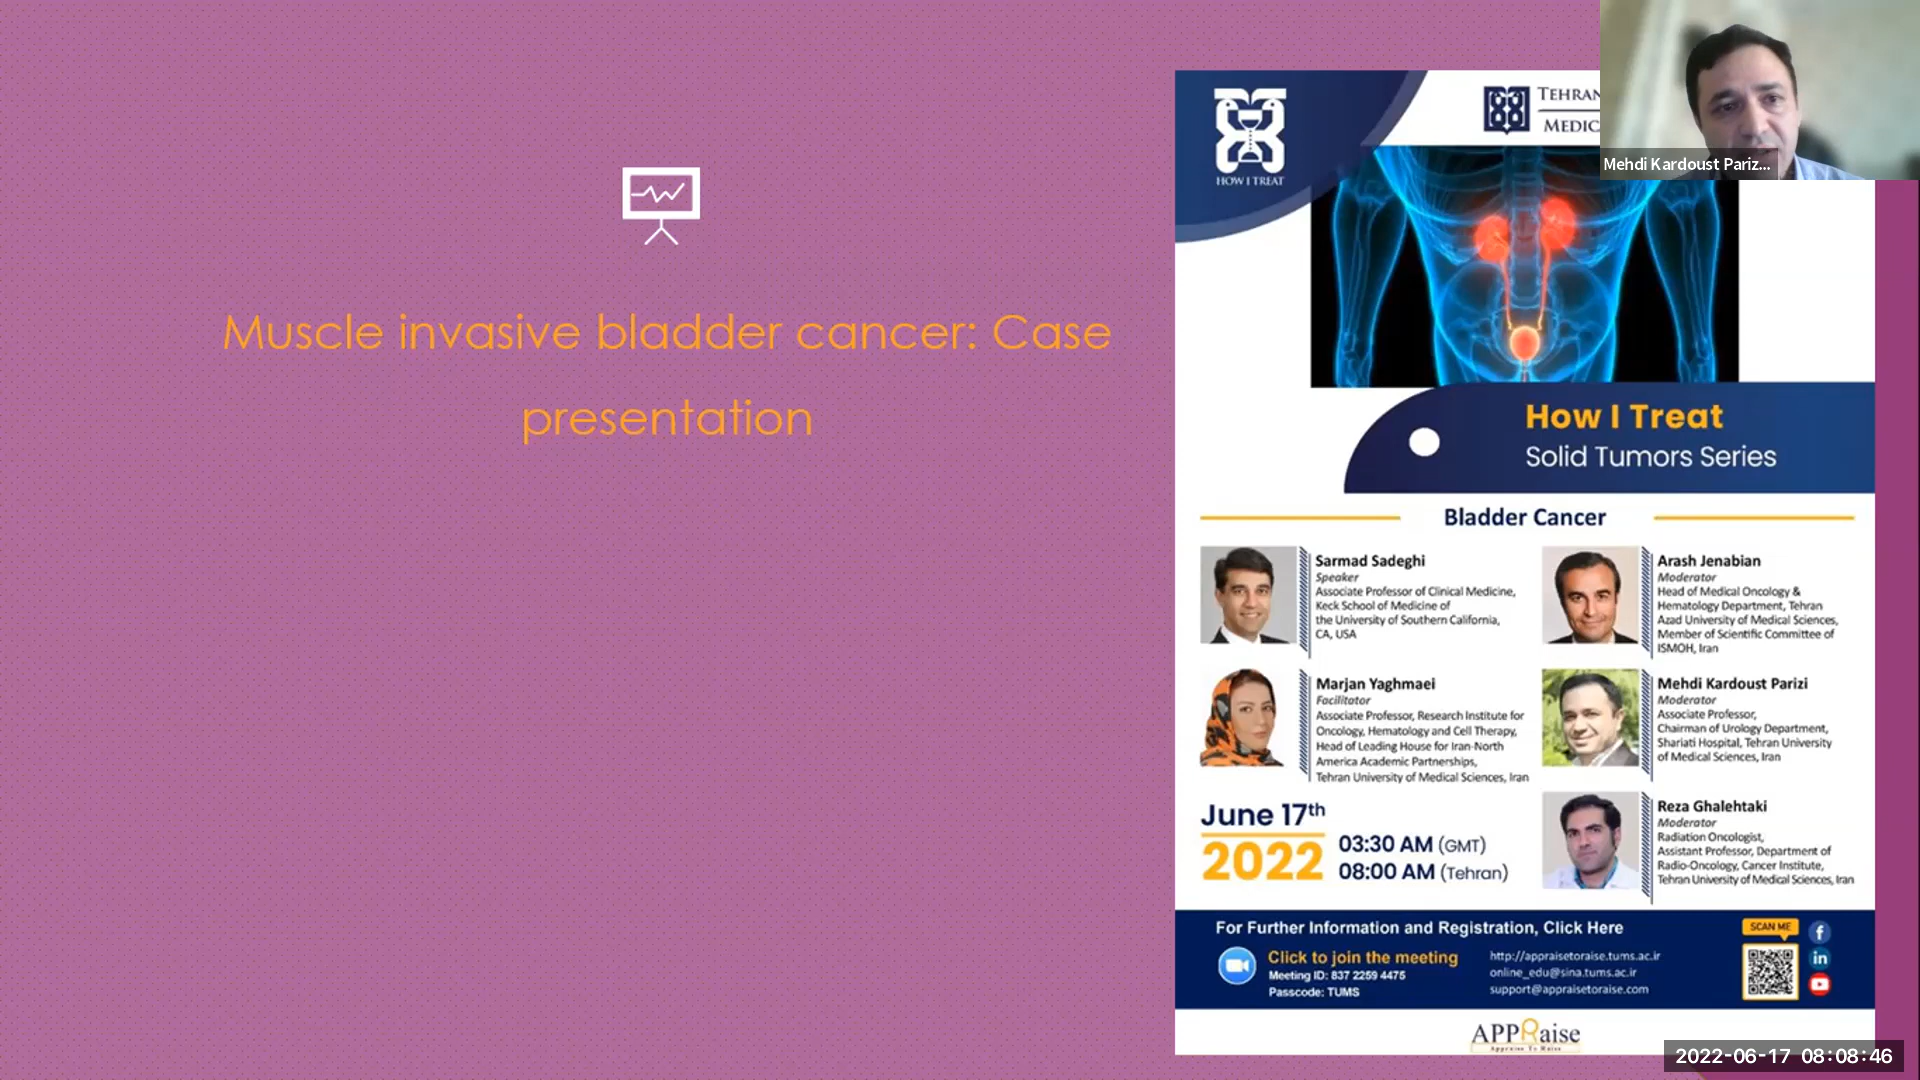 Muscle invasive bladder cancer: Case
presentation
HOW I TREAT
TEHRAN
MEDIC
Mehdi Kardoust Pariz...
How I Treat
Solid Tumors Series
Bladder Cancer
Sarmad Sadeghi
Speaker
Associate Professor of Clinical Medicine,
Keck School of Medicine of
the University of Southern California,
CA, USA
Arash Jenabian
Moderator
Head of Medical Oncology &
Hematology Department, Tehran
Azad University of Medical Sciences,
Member of Scientific Committee of
ISMOH, Iran
Marjan Yaghmaei
Facilitator
Associate Professor, Research Institute for
Oncology, Hematology and Cell Therapy,
Head of Leading House for Iran-North
America Academic Partnerships,
Tehran University of Medical Sciences, Iran
Mehdi Kardoust Parizi
Moderator
Associate Professor,
Chairman of Urology Department,
Shariati Hospital, Tehran University
of Medical Sciences, Iran
Reza Ghalehtaki
Moderator
Radiation Oncologist,
Assistant Professor, Department of
Radio-Oncology, Cancer Institute,
Tehran University of Medical Sciences, Iran
June 17th
2022
03:30 AM (GMT)
08:00 AM (Tehran)
For Further Information and Registration, Click Here
Click to join the meeting
Meeting ID: 837 2259 4475
Passcode: TUMS
http://appraisetoraise.tums.ac.ir
online_edu@sina.tums.ac.ir
support@appraisetoraise.com
SCAN ME
f
in
APPRaise
Appraise To Raise
2022-06-17 08:08:46